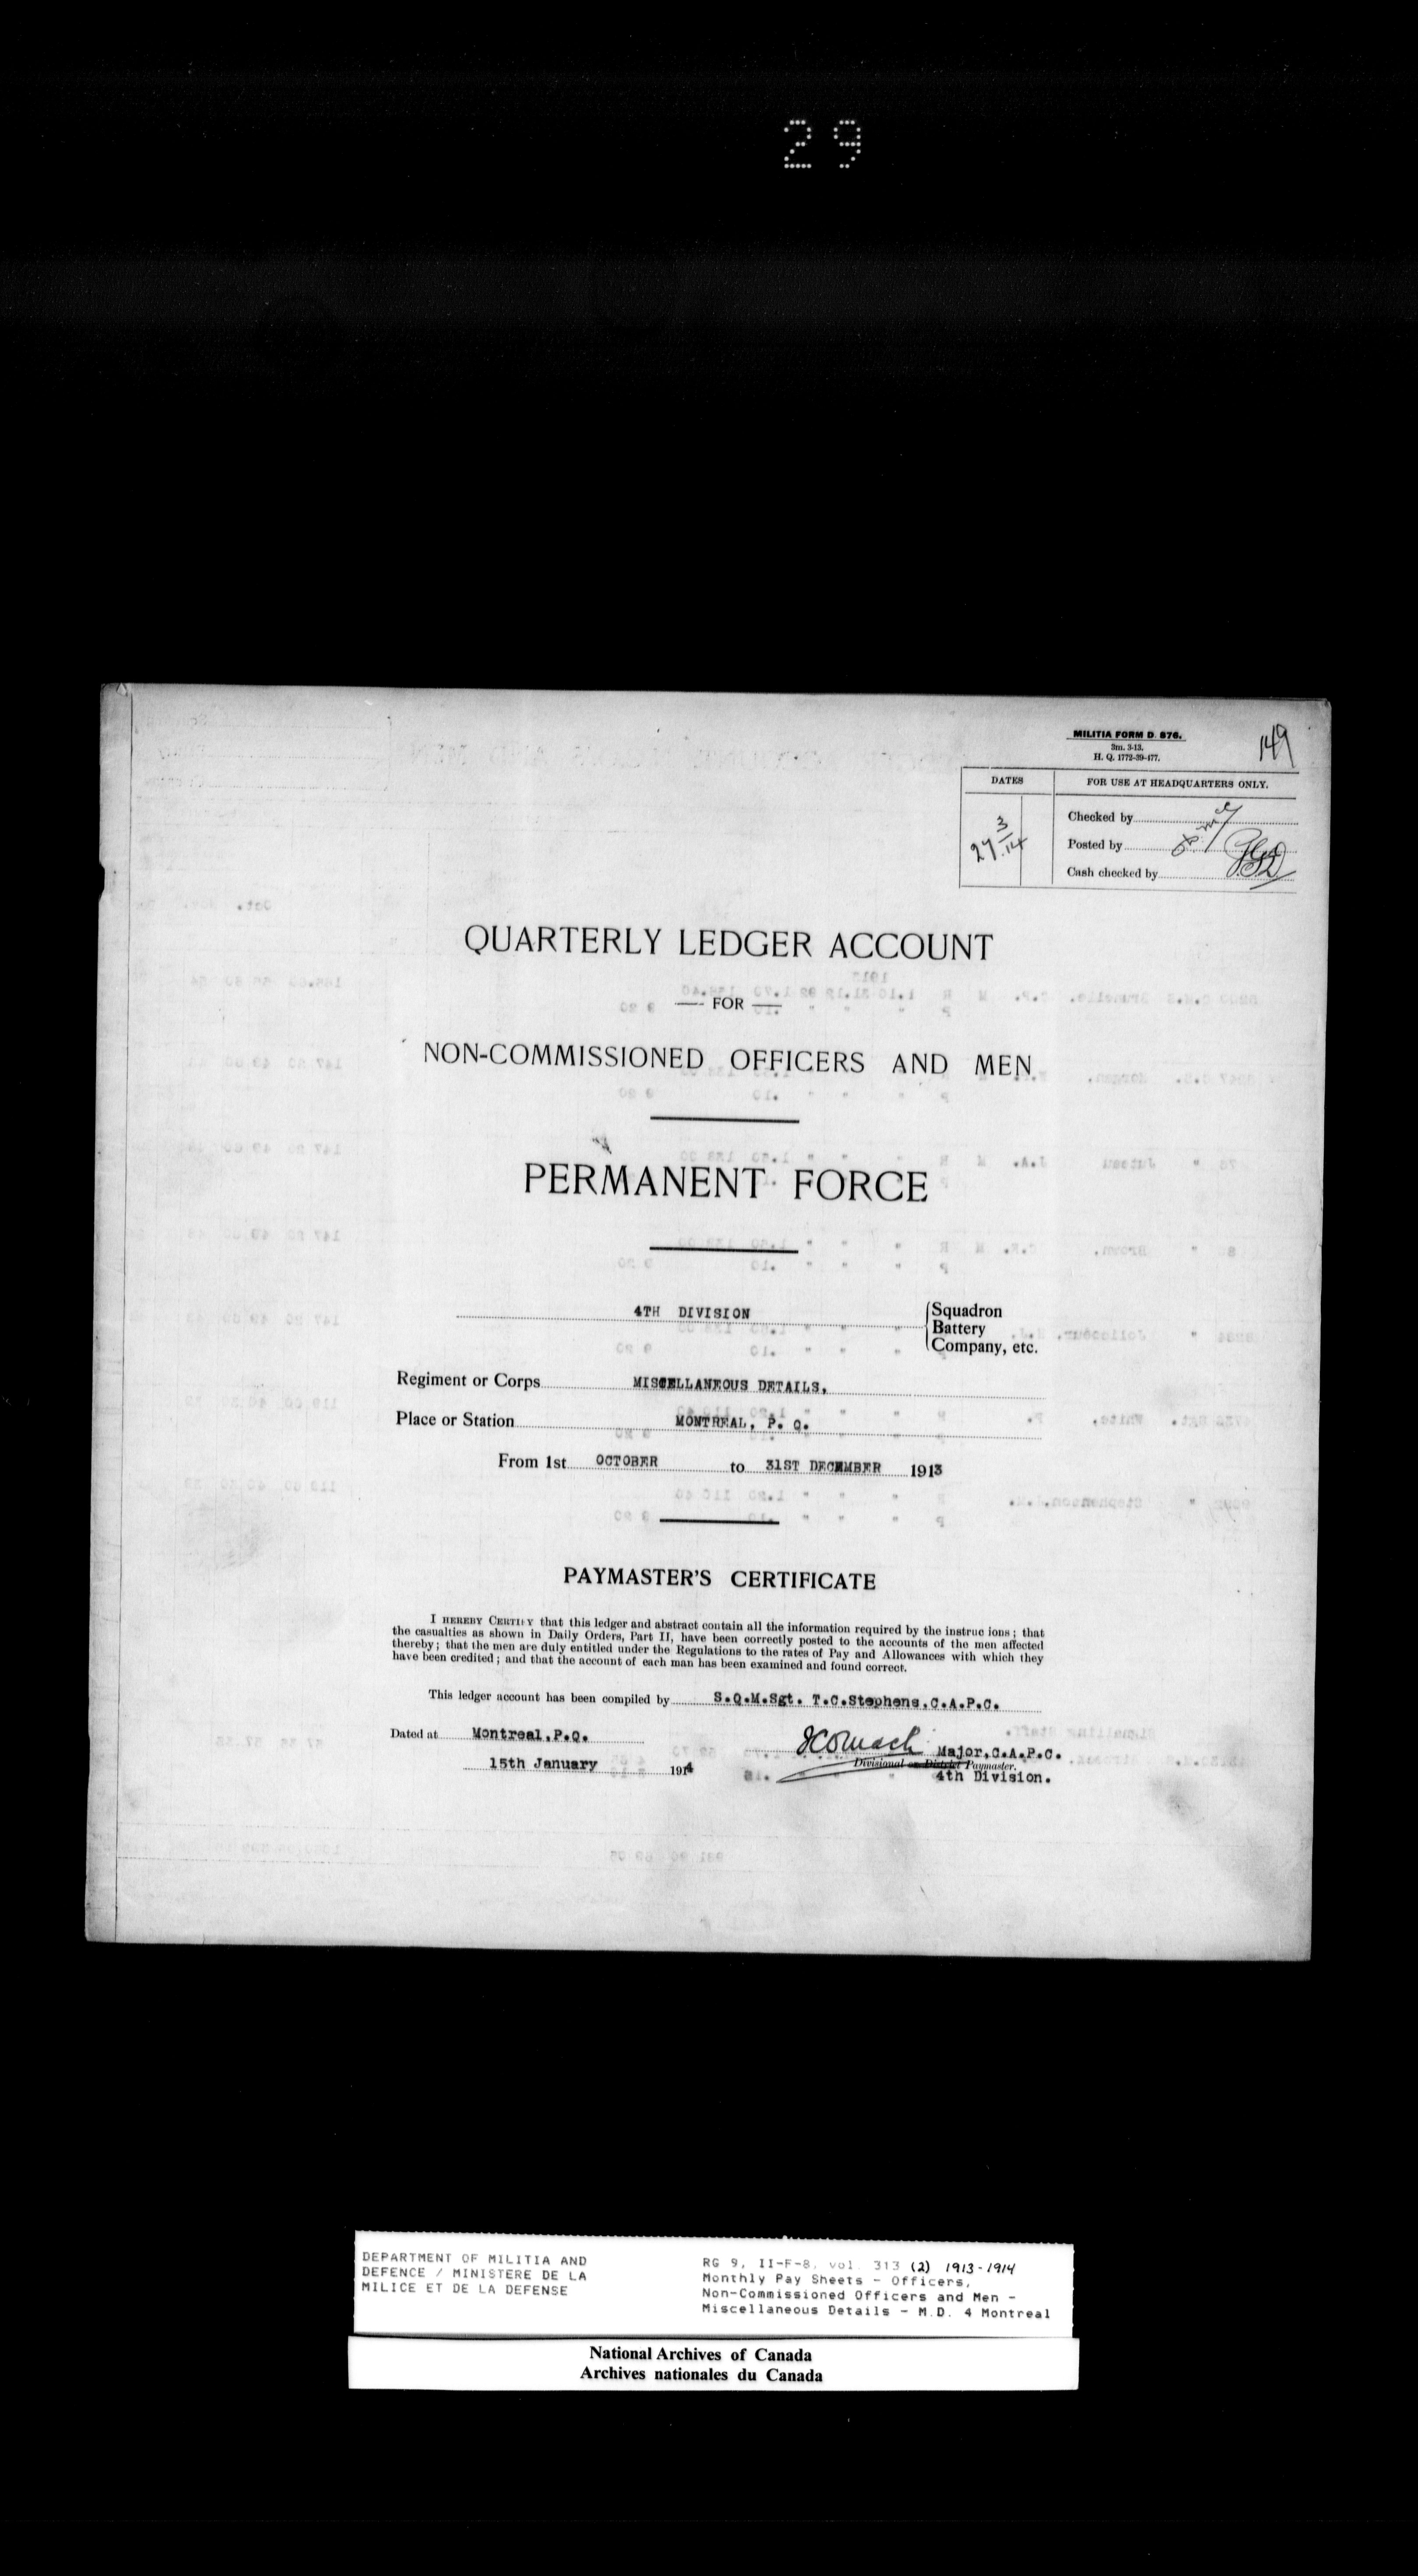 29
MILITIA FORM D. 876.
3m. 3-13.
H. Q. 1772-39-477.
149
DATES
FOR USE AT HEADQUARTERS ONLY.
27 3/14
Checked by
Posted by
Cash checked by
QUARTERLY LEDGER ACCOUNT
— FOR —
NON-COMMISSIONED OFFICERS AND MEN
PERMANENT FORCE
4TH DIVISION
Squadron
Battery
Company, etc.
Regiment or Corps MISCELLANEOUS DETAILS,
Place or Station MONTREAL, P. Q.
From 1st OCTOBER to 31ST DECEMBER 1913
PAYMASTER'S CERTIFICATE
I HEREBY CERTIFY that this ledger and abstract contain all the information required by the instruc ions; that
the casualties as shown in Daily Orders, Part II, have been correctly posted to the accounts of the men affected
thereby; that the men are duly entitled under the Regulations to the rates of Pay and Allowances with which they
have been credited; and that the account of each man has been examined and found correct.
This ledger account has been compiled by S.Q.M.Sgt. T.C.Stephens.C.A.P.C.
Dated at Montreal.P.Q.
Major.C.A.P.C.
15th January 1914
Divisional or District Paymaster.
4th Division.
DEPARTMENT OF MILITIA AND
DEFENCE / MINISTERE DE LA
MILICE ET DE LA DEFENSE
RG 9, II-F-8, vol. 313 (2) 1913-1914
Monthly Pay Sheets - Officers,
Non-Commissioned Officers and Men -
Miscellaneous Details - M.D. 4 Montreal
National Archives of Canada
Archives nationales du Canada